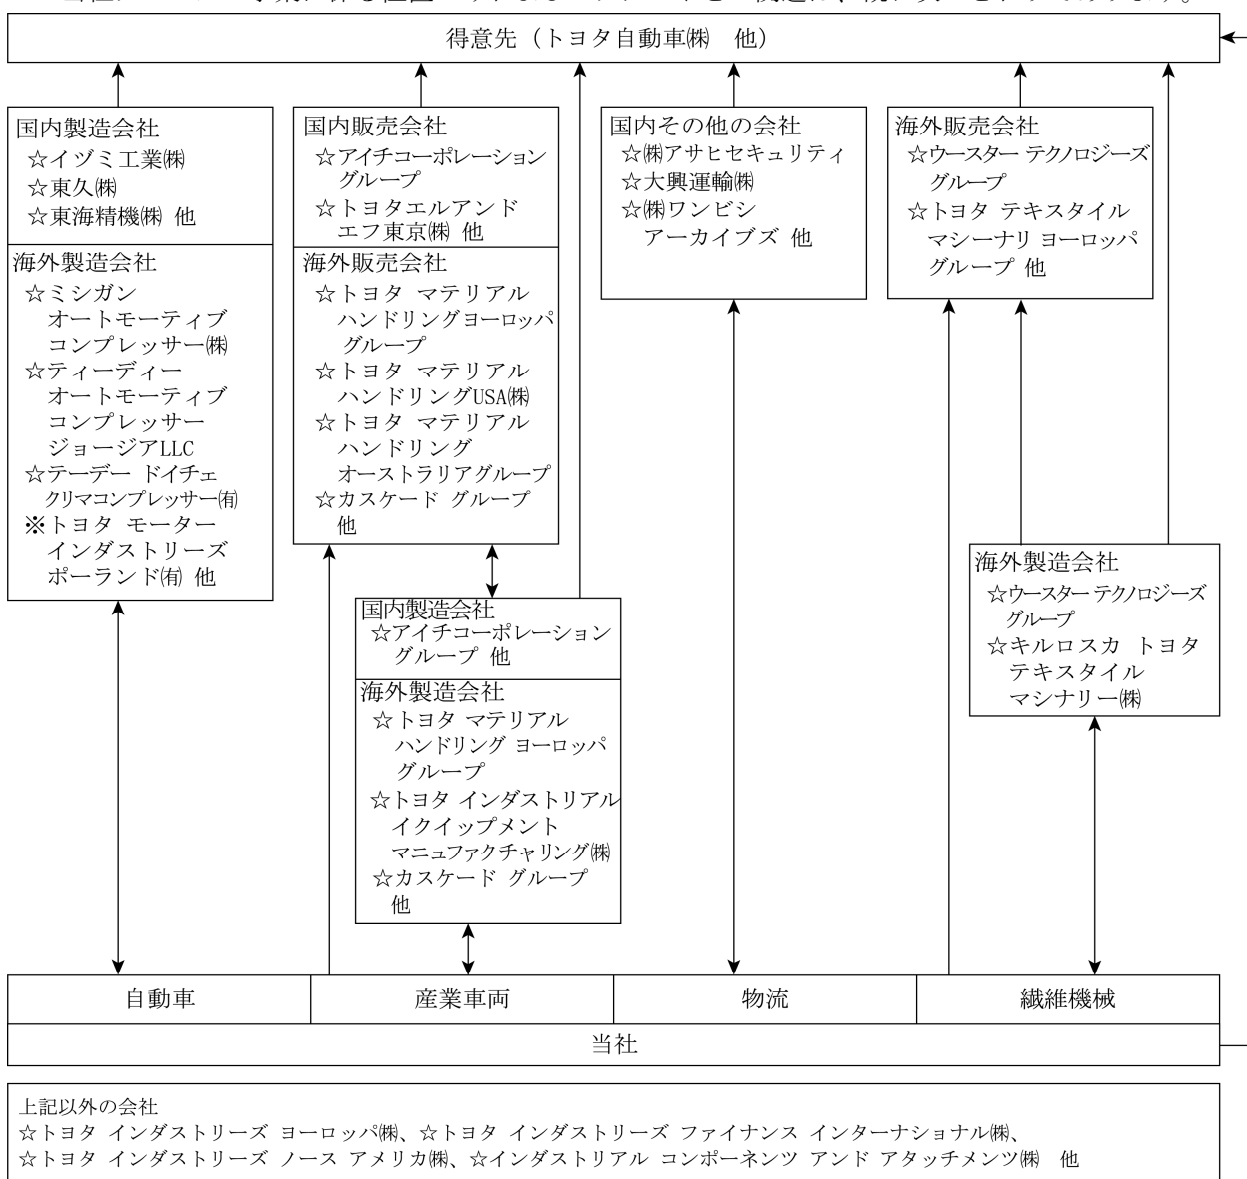 得意先（トヨタ自動車㈱　他）
国内製造会社
☆イヅミ工業㈱
☆東久㈱
☆東海精機㈱ 他
海外製造会社
☆ミシガン
オートモーティブ
コンプレッサー㈱
☆ティーディー
オートモーティブ
コンプレッサー
ジョージアLLC
☆テーデー ドイチェ
クリマコンプレッサー㈲
※トヨタ モーター
インダストリーズ
ポーランド㈲ 他
国内販売会社
☆アイチコーポレーション
グループ
☆トヨタエルアンド
エフ東京㈱ 他
海外販売会社
☆トヨタ マテリアル
ハンドリングヨーロッパ
グループ
☆トヨタ マテリアル
ハンドリングUSA㈱
☆トヨタ マテリアル
ハンドリング
オーストラリアグループ
☆カスケード グループ
他
国内製造会社
☆アイチコーポレーション
グループ 他
海外製造会社
☆トヨタ マテリアル
ハンドリング ヨーロッパ
グループ
☆トヨタ インダストリアル
イクイップメント
マニュファクチャリング㈱
☆カスケード グループ
他
国内その他の会社
☆㈱アサヒセキュリティ
☆大興運輸㈱
☆㈱ワンビシ
アーカイブズ 他
海外販売会社
☆ウースター テクノロジーズ
グループ
☆トヨタ テキスタイル
マシーナリ ヨーロッパ
グループ 他
海外製造会社
☆ウースター テクノロジーズ
グループ
☆キルロスカ トヨタ
テキスタイル
マシナリー㈱
自動車
産業車両
物流
繊維機械
当社
上記以外の会社
☆トヨタ インダストリーズ ヨーロッパ㈱、☆トヨタ インダストリーズ ファイナンス インターナショナル㈱、
☆トヨタ インダストリーズ ノース アメリカ㈱、☆インダストリアル コンポーネンツ アンド アタッチメンツ㈱　他